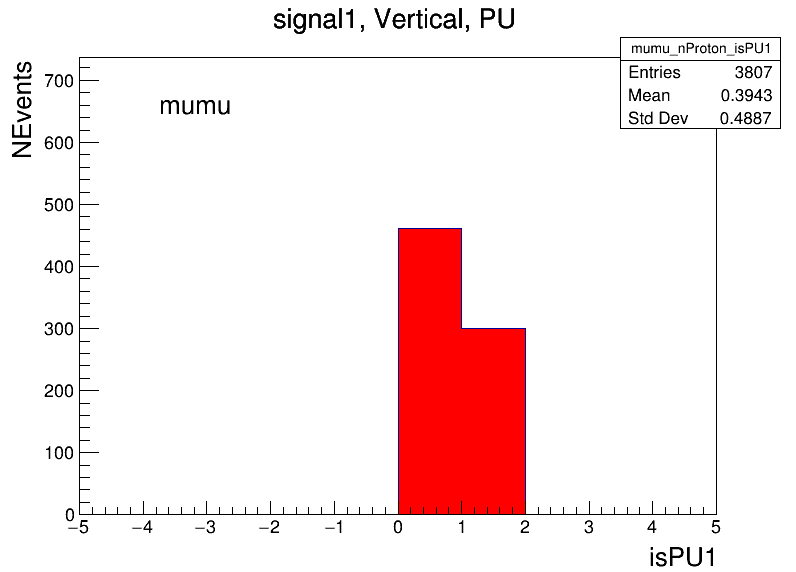 signal1, Vertical, PU
mumu_nProton_isPU1
Entries 3807
Mean 0.3943
Std Dev 0.4887
NEvents
mumu
700
600
500
400
300
200
100
0
−5 −4 −3 −2 −1 0 1 2 3 4 5
isPU1